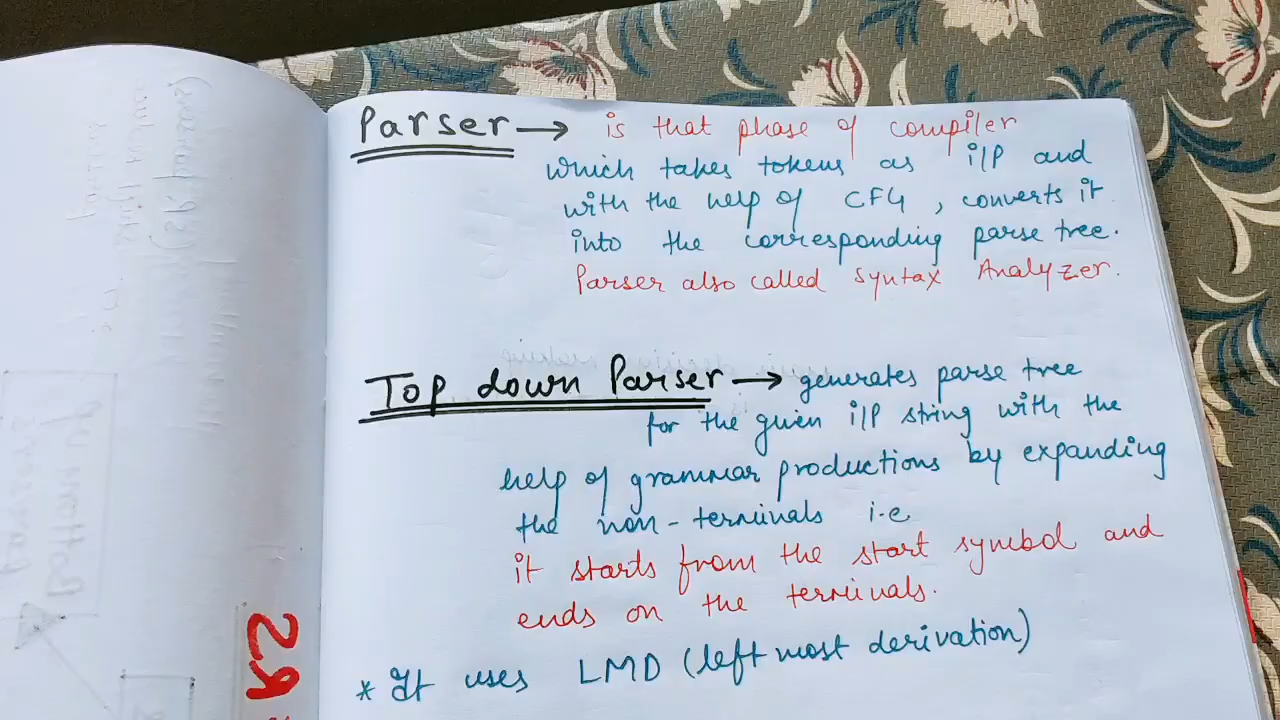 Parser → is that phase of compiler
which takes tokens as i/p and
with the help of CFG, converts it
into the corresponding parse tree.
Parser also called Syntax Analyzer.
Top down Parser → generates parse tree
for the given i/p string with the
help of grammar productions by expanding
the non-terminals i.e
it starts from the start symbol and
ends on the terminals.
* It uses LMD (left most derivation)